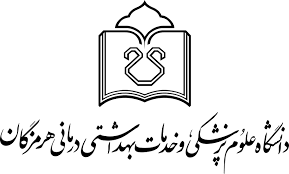 دانشگاه علوم پزشکی و خدمات بهداشتی درمانی هرمزگان